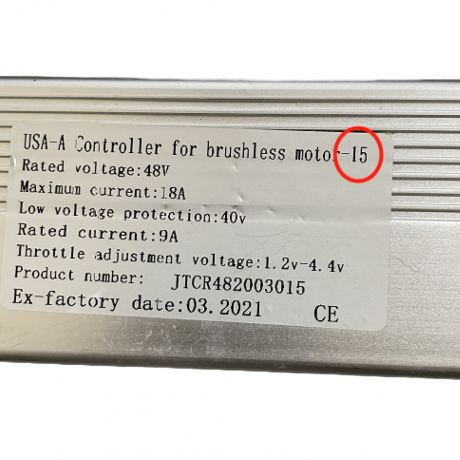 USA-A Controller for brushless motor-15
Rated voltage:48V
Maximum current:18A
Low voltage protection:40v
Rated current:9A
Throttle adjustment voltage:1.2v-4.4v
Product number: JTCR482003015
Ex-factory date:03.2021 CE